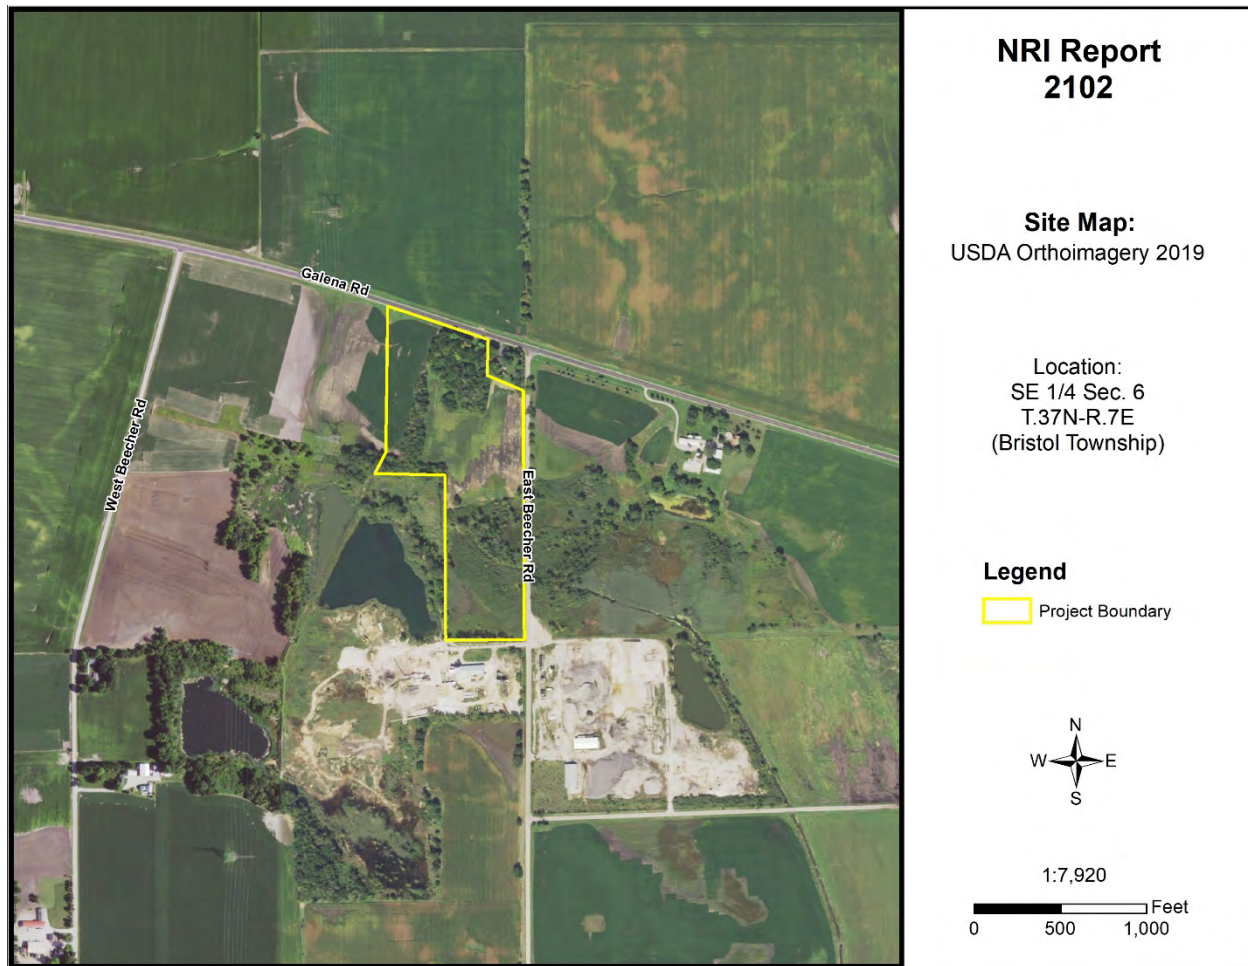 NRI Report
2102
Site Map:
USDA Orthoimagery 2019
Location:
SE 1/4 Sec. 6
T.37N-R.7E
(Bristol Township)
Legend
Project Boundary
N
W E
S
1:7,920
Feet
0 500 1,000
Galena Rd
West Beecher Rd
East Beecher Rd